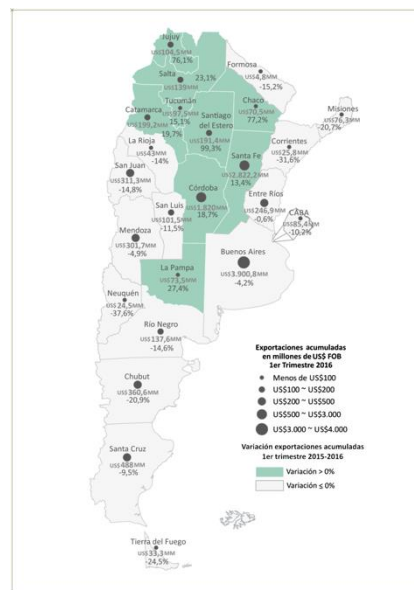 Jujuy
US$104,5MM
76,1%
Formosa
US$4,8MM
-15,2%
Salta
US$139MM
23,1%
Tucumán
US$97,5MM
15,1%
Chaco
US$70,5MM
77,2%
Misiones
US$76,3MM
-20,7%
Catamarca
US$199,2MM
19,7%
Santiago
del Estero
US$191,4MM
99,3%
Corrientes
US$25,8MM
-31,6%
La Rioja
US$43MM
-14%
Santa Fe
US$2.822,2MM
13,4%
San Juan
US$311,3MM
-14,8%
Córdoba
US$1.820MM
18,7%
Entre Ríos
US$246,9MM
-0,6%
San Luis
US$101,5MM
-11,5%
CABA
US$85,4MM
-10,2%
Mendoza
US$301,7MM
-4,9%
Buenos Aires
US$3.900,8MM
-4,2%
La Pampa
US$73,5MM
27,4%
Neuquén
US$24,5MM
-37,6%
Río Negro
US$137,6MM
-14,6%
Chubut
US$360,6MM
-20,9%
Santa Cruz
US$488MM
-9,5%
Tierra del Fuego
US$33,3MM
-24,5%
Exportaciones acumuladas
en millones de US$ FOB
1er Trimestre 2016
Menos de US$100
US$100 ~ US$200
US$200 ~ US$500
US$500 ~ US$3.000
US$3.000 ~ US$4.000
Variación exportaciones acumuladas
1er trimestre 2015-2016
Variación > 0%
Variación ≤ 0%